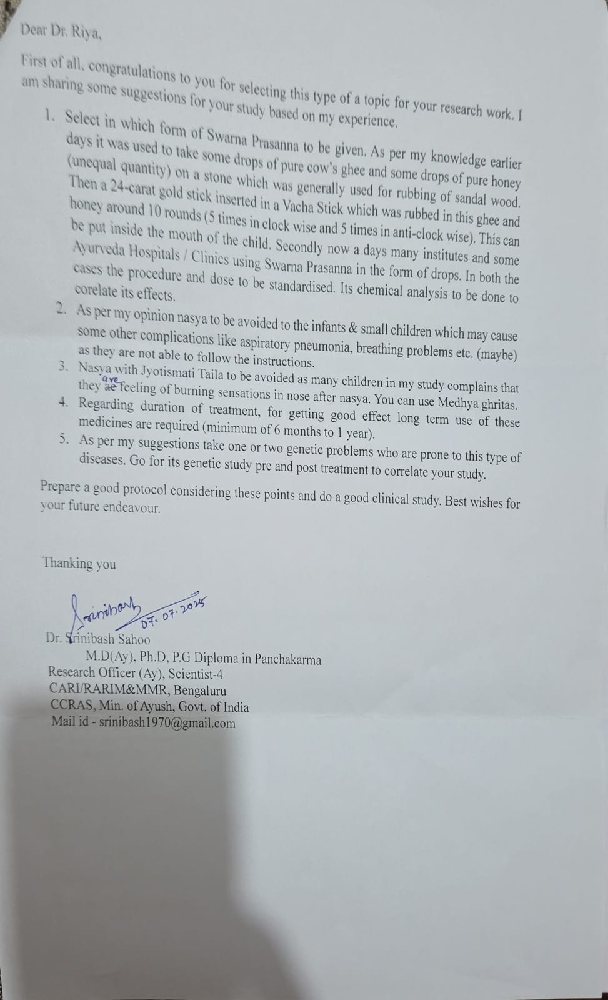 Dear Dr. Riya,
First of all, congratulations to you for selecting this type of a topic for your research work. I
am sharing some suggestions for your study based on my experience.
1. Select in which form of Swarna Prasanna to be given. As per my knowledge earlier
days it was used to take some drops of pure cow's ghee and some drops of pure honey
(unequal quantity) on a stone which was generally used for rubbing of sandal wood.
Then a 24-carat gold stick inserted in a Vacha Stick which was rubbed in this ghee and
honey around 10 rounds (5 times in clock wise and 5 times in anti-clock wise). This can
be put inside the mouth of the child. Secondly now a days many institutes and some
Ayurveda Hospitals / Clinics using Swarna Prasanna in the form of drops. In both the
cases the procedure and dose to be standardised. Its chemical analysis to be done to
corelate its effects.
2. As per my opinion nasya to be avoided to the infants & small children which may cause
some other complications like aspiratory pneumonia, breathing problems etc. (maybe)
as they are not able to follow the instructions.
3. Nasya with Jyotismati Taila to be avoided as many children in my study complains that
they are feeling of burning sensations in nose after nasya. You can use Medhya ghritas.
4. Regarding duration of treatment, for getting good effect long term use of these
medicines are required (minimum of 6 months to 1 year).
5. As per my suggestions take one or two genetic problems who are prone to this type of
diseases. Go for its genetic study pre and post treatment to correlate your study.
Prepare a good protocol considering these points and do a good clinical study. Best wishes for
your future endeavour.
Thanking you
Srinibash
07.07.2025
Dr. Srinibash Sahoo
M.D(Ay), Ph.D, P.G Diploma in Panchakarma
Research Officer (Ay), Scientist-4
CARI/RARIM&MMR, Bengaluru
CCRAS, Min. of Ayush, Govt. of India
Mail id - srinibash1970@gmail.com